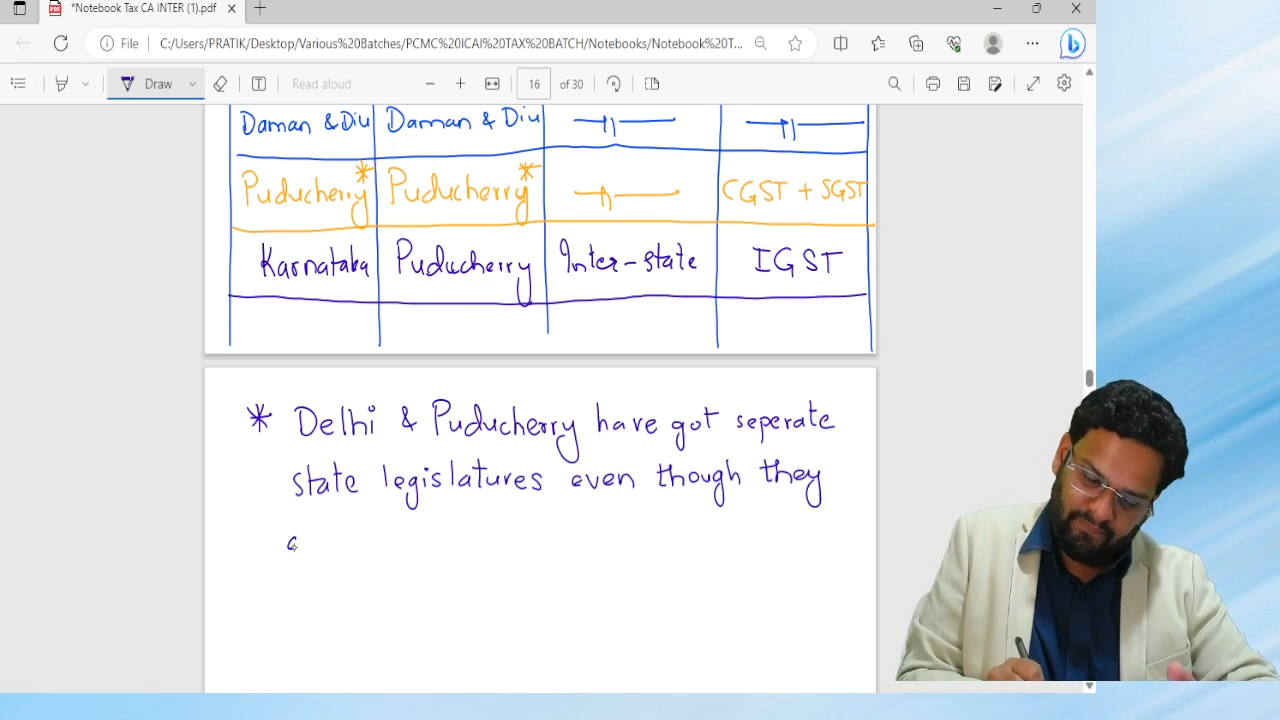 *Notebook Tax CA INTER (1).pdf
File C:/Users/PRATIK/Desktop/Various%20Batches/PCMC%20ICAI%20TAX%20BATCH/Notebooks/Notebook%20T...
Draw Read aloud 16 of 30
Daman & Diu Daman & Diu
Puducherry* Puducherry* CGST + SGST
Karnataka Puducherry Inter-state IGST
* Delhi & Puducherry have got seperate
state legislatures even though they
a